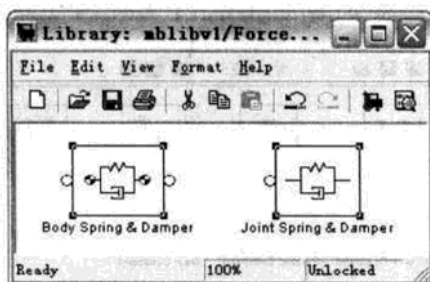 Library: mblibv1/Force...
File Edit View Format Help
Body Spring & Damper Joint Spring & Damper
Ready 100% Unlocked